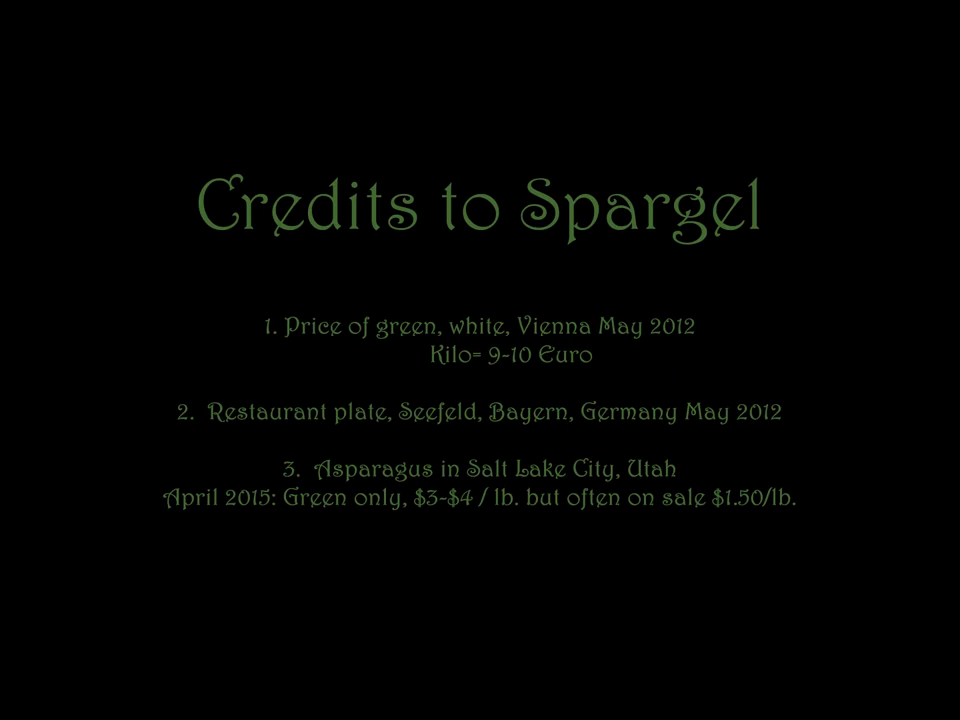 Credits to Spargel
1. Price of green, white, Vienna May 2012
Kilo= 9-10 Euro
2. Restaurant plate, Seefeld, Bayern, Germany May 2012
3. Asparagus in Salt Lake City, Utah
April 2015: Green only, $3-$4 / lb. but often on sale $1.50/lb.